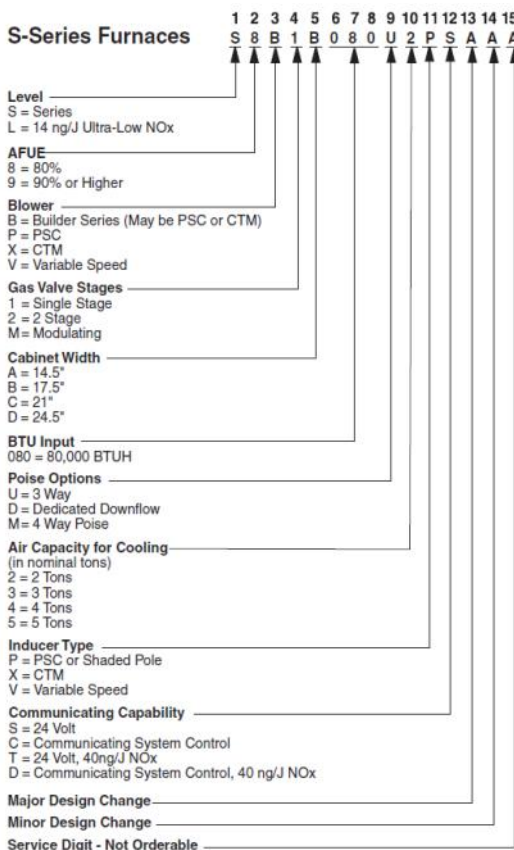 1 2 3 4 5 6 7 8 9 10 11 12 13 14 15
S-Series Furnaces S 8 B 1 B 0 8 0 U 2 P S A A A
Level
S = Series
L = 14 ng/J Ultra-Low NOx
AFUE
8 = 80%
9 = 90% or Higher
Blower
B = Builder Series (May be PSC or CTM)
P = PSC
X = CTM
V = Variable Speed
Gas Valve Stages
1 = Single Stage
2 = 2 Stage
M= Modulating
Cabinet Width
A = 14.5"
B = 17.5"
C = 21"
D = 24.5"
BTU Input
080 = 80,000 BTUH
Poise Options
U = 3 Way
D = Dedicated Downflow
M= 4 Way Poise
Air Capacity for Cooling
(in nominal tons)
2 = 2 Tons
3 = 3 Tons
4 = 4 Tons
5 = 5 Tons
Inducer Type
P = PSC or Shaded Pole
X = CTM
V = Variable Speed
Communicating Capability
S = 24 Volt
C = Communicating System Control
T = 24 Volt, 40ng/J NOx
D = Communicating System Control, 40 ng/J NOx
Major Design Change
Minor Design Change
Service Digit - Not Orderable